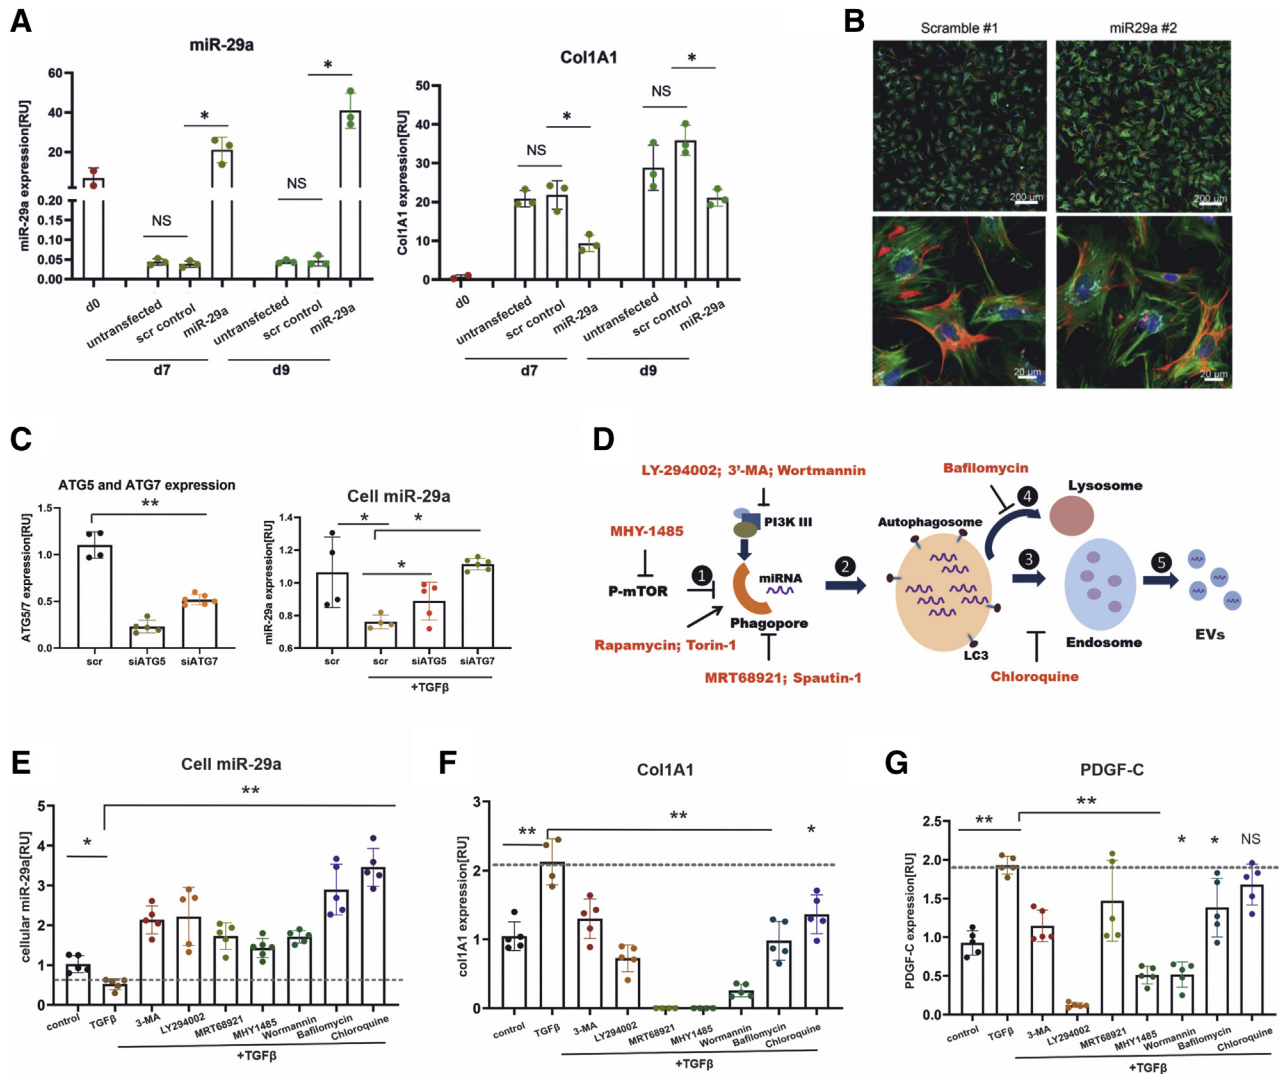 A
miR-29a
miR-29a expression[RU]
60
40
20
0.20
0.15
0.10
0.05
0.00
NS
*
NS
*
d0
untransfected
scr control
miR-29a
untransfected
scr control
miR-29a
d7
d9
Col1A1
Col1A1 expression[RU]
50
40
30
20
10
0
NS
*
NS
*
d0
untransfected
scr control
miR-29a
untransfected
scr control
miR-29a
d7
d9
B
Scramble #1
miR29a #2
200 µm
200 µm
20 µm
20 µm
C
ATG5 and ATG7 expression
ATG5/7 expression[RU]
1.5
1.0
0.5
0.0
**
scr
siATG5
siATG7
Cell miR-29a
miR-29a expression[RU]
1.4
1.2
1.0
0.8
0.6
*
*
*
scr
scr
siATG5
siATG7
+TGFβ
D
LY-294002; 3'-MA; Wortmannin
Bafilomycin
4
Lysosome
PI3K III
Autophagosome
MHY-1485
1
P-mTOR
miRNA
2
3
5
Phagopore
Rapamycin; Torin-1
LC3
Endosome
EVs
MRT68921; Spautin-1
Chloroquine
E
Cell miR-29a
cellular miR-29a[RU]
5
4
3
2
1
0
*
**
control
TGFβ
3-MA
LY294002
MRT68921
MHY1485
Wormannin
Bafilomycin
Chloroquine
+TGFβ
F
Col1A1
col1A1 expression[RU]
3
2
1
0
**
**
*
control
TGFβ
3-MA
LY294002
MRT68921
MHY1485
Wormannin
Bafilomycin
Chloroquine
+TGFβ
G
PDGF-C
PDGF-C expression[RU]
2.5
2.0
1.5
1.0
0.5
0.0
**
**
*
*
NS
control
TGFβ
3-MA
LY294002
MRT68921
MHY1485
Wormannin
Bafilomycin
Chloroquine
+TGFβ